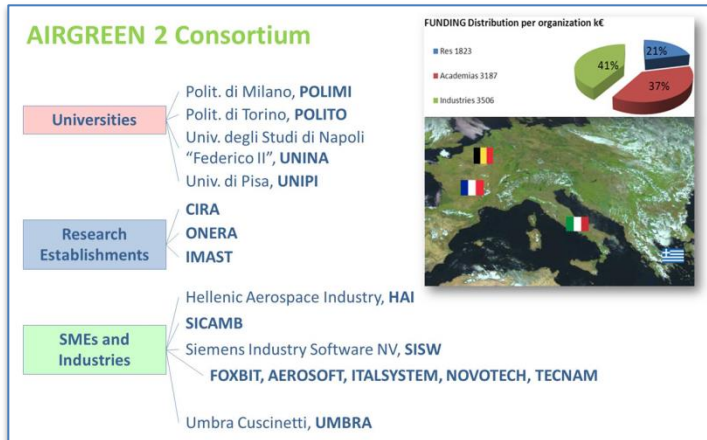 AIRGREEN 2 Consortium
Universities
Polit. di Milano, POLIMI
Polit. di Torino, POLITO
Univ. degli Studi di Napoli
“Federico II”, UNINA
Univ. di Pisa, UNIPI
Research
Establishments
CIRA
ONERA
IMAST
SMEs and
Industries
Hellenic Aerospace Industry, HAI
SICAMB
Siemens Industry Software NV, SISW
FOXBIT, AEROSOFT, ITALSYSTEM, NOVOTECH, TECNAM
Umbra Cuscinetti, UMBRA
FUNDING Distribution per organization k€
Res 1823
Academias 3187
Industries 3506
21%
41%
37%